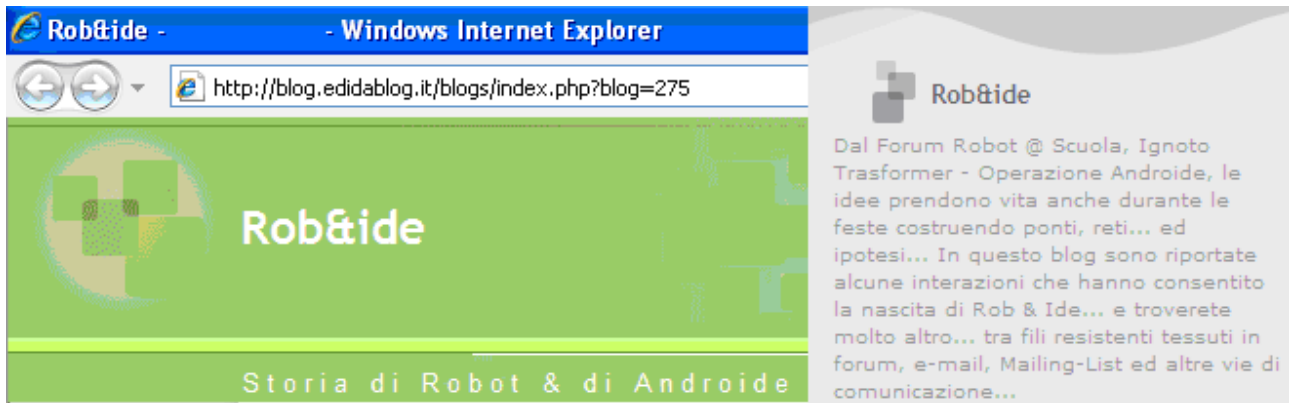 Rob&ide - - Windows Internet Explorer
http://blog.edidablog.it/blogs/index.php?blog=275
Rob&ide
Storia di Robot & di Androide
Rob&ide
Dal Forum Robot @ Scuola, Ignoto
Trasformer - Operazione Androide, le
idee prendono vita anche durante le
feste costruendo ponti, reti... ed
ipotesi... In questo blog sono riportate
alcune interazioni che hanno consentito
la nascita di Rob & Ide... e troverete
molto altro... tra fili resistenti tessuti in
forum, e-mail, Mailing-List ed altre vie di
comunicazione...